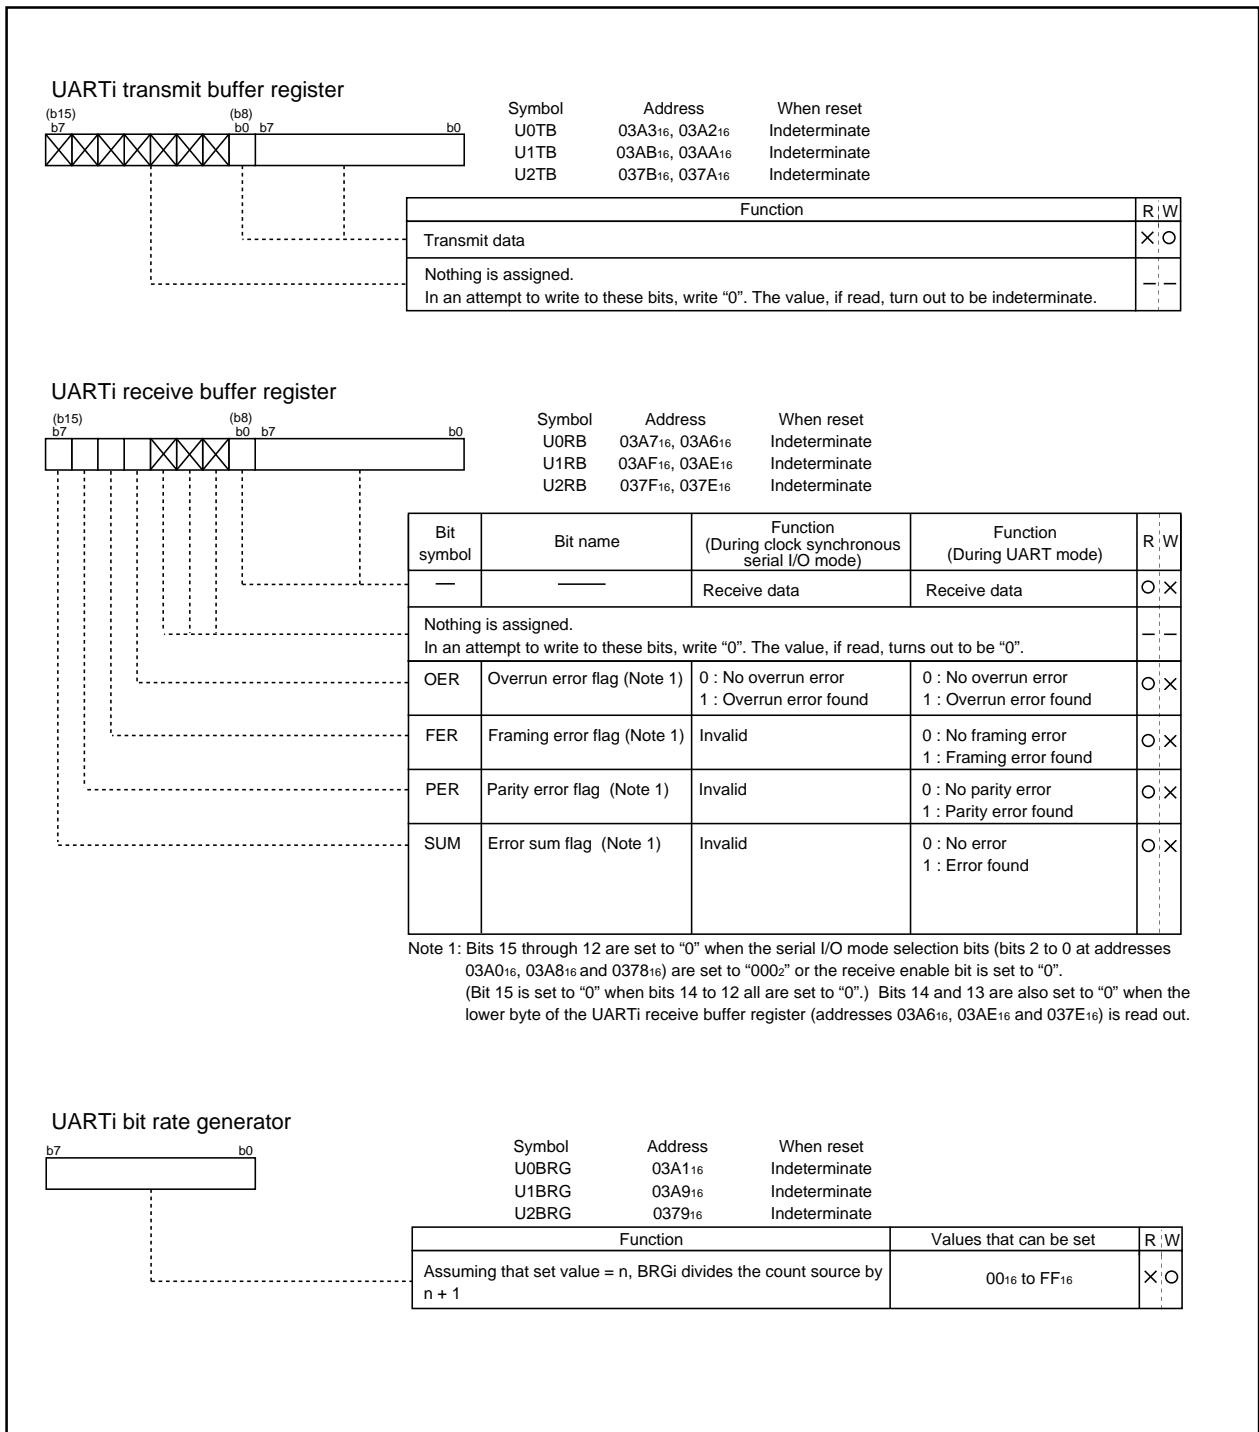 UARTi transmit buffer register
(b15) (b8)
b7 b0 b7 b0
Symbol Address When reset
U0TB 03A316, 03A216 Indeterminate
U1TB 03AB16, 03AA16 Indeterminate
U2TB 037B16, 037A16 Indeterminate
Function R W
Transmit data × ○
Nothing is assigned.
In an attempt to write to these bits, write “0”. The value, if read, turn out to be indeterminate. – –
UARTi receive buffer register
(b15) (b8)
b7 b0 b7 b0
Symbol Address When reset
U0RB 03A716, 03A616 Indeterminate
U1RB 03AF16, 03AE16 Indeterminate
U2RB 037F16, 037E16 Indeterminate
Bit symbol Bit name Function (During clock synchronous serial I/O mode) Function (During UART mode) R W
— —— Receive data Receive data ○ ×
Nothing is assigned.
In an attempt to write to these bits, write “0”. The value, if read, turns out to be “0”. – –
OER Overrun error flag (Note 1) 0 : No overrun error 0 : No overrun error ○ ×
1 : Overrun error found 1 : Overrun error found
FER Framing error flag (Note 1) Invalid 0 : No framing error ○ ×
1 : Framing error found
PER Parity error flag (Note 1) Invalid 0 : No parity error ○ ×
1 : Parity error found
SUM Error sum flag (Note 1) Invalid 0 : No error ○ ×
1 : Error found
Note 1: Bits 15 through 12 are set to “0” when the serial I/O mode selection bits (bits 2 to 0 at addresses
03A016, 03A816 and 037816) are set to “0002” or the receive enable bit is set to “0”.
(Bit 15 is set to “0” when bits 14 to 12 all are set to “0”.) Bits 14 and 13 are also set to “0” when the
lower byte of the UARTi receive buffer register (addresses 03A616, 03AE16 and 037E16) is read out.
UARTi bit rate generator
b7 b0
Symbol Address When reset
U0BRG 03A116 Indeterminate
U1BRG 03A916 Indeterminate
U2BRG 037916 Indeterminate
Function Values that can be set R W
Assuming that set value = n, BRGi divides the count source by
n + 1 0016 to FF16 × ○